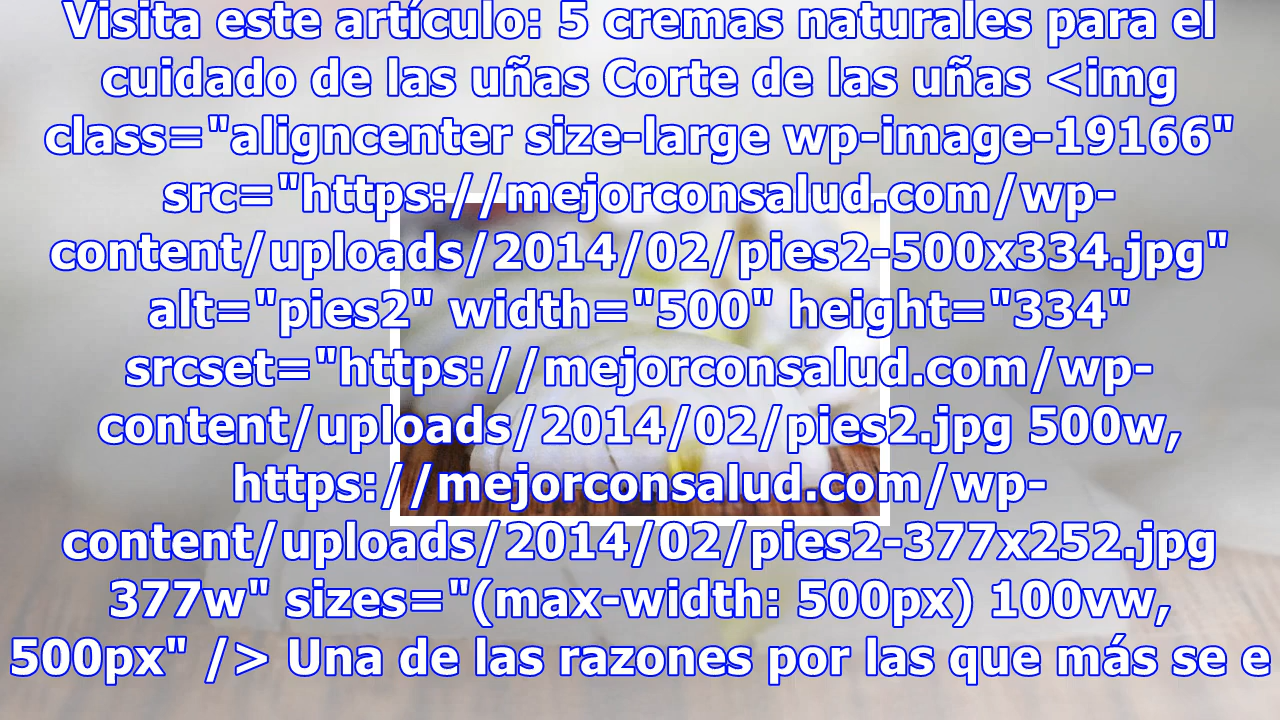 Visita este artículo: 5 cremas naturales para el
cuidado de las uñas Corte de las uñas <img
class="aligncenter size-large wp-image-19166"
src="https://mejorconsalud.com/wp-
content/uploads/2014/02/pies2-500x334.jpg"
alt="pies2" width="500" height="334"
srcset="https://mejorconsalud.com/wp-
content/uploads/2014/02/pies2.jpg 500w,
https://mejorconsalud.com/wp-
content/uploads/2014/02/pies2-377x252.jpg
377w" sizes="(max-width: 500px) 100vw,
500px" /> Una de las razones por las que más se e